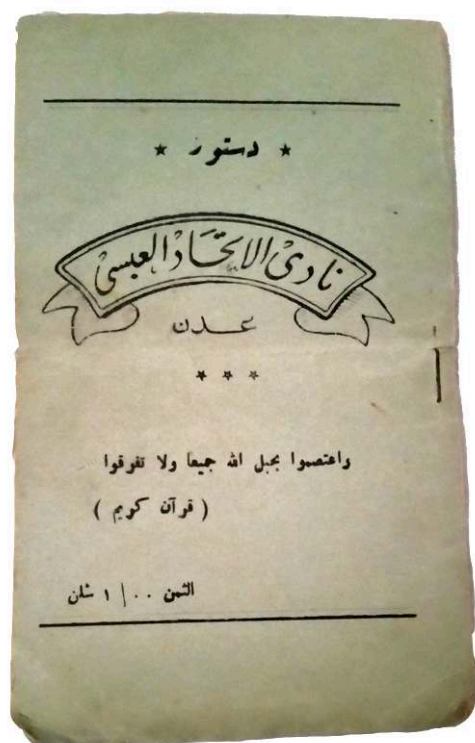 ★ دستور ★
نادي الاتحاد العبسي
عدن
★ ★ ★
واعتصموا بحبل الله جميعا ولا تفرقوا
( قرآن كريم )
الثمن ٠٠ | ١ شلن